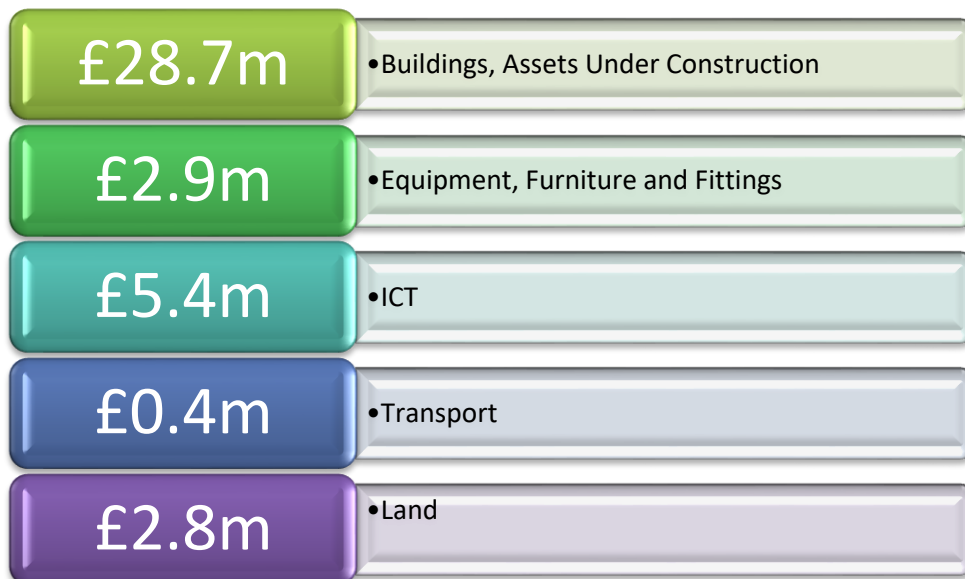 £28.7m
•Buildings, Assets Under Construction
£2.9m
•Equipment, Furniture and Fittings
£5.4m
•ICT
£0.4m
•Transport
£2.8m
•Land